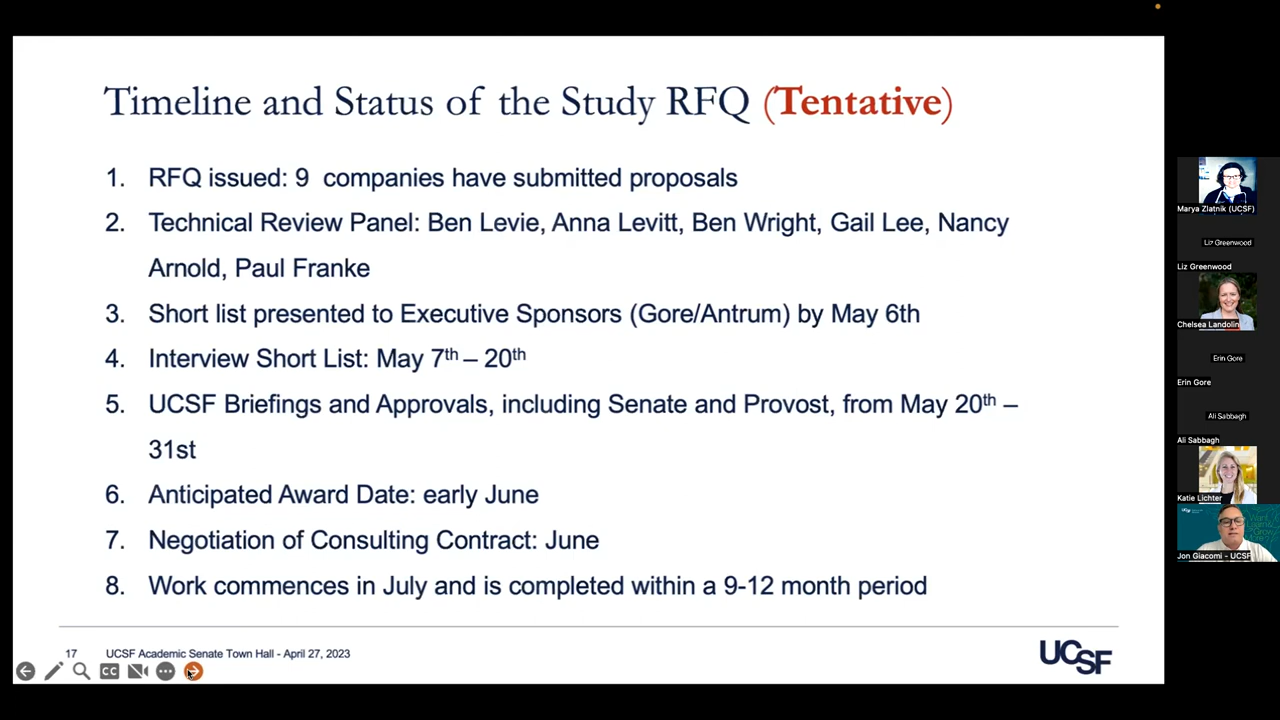 Timeline and Status of the Study RFQ (Tentative)
1. RFQ issued: 9 companies have submitted proposals
2. Technical Review Panel: Ben Levie, Anna Levitt, Ben Wright, Gail Lee, Nancy
Arnold, Paul Franke
3. Short list presented to Executive Sponsors (Gore/Antrum) by May 6th
4. Interview Short List: May 7th – 20th
5. UCSF Briefings and Approvals, including Senate and Provost, from May 20th –
31st
6. Anticipated Award Date: early June
7. Negotiation of Consulting Contract: June
8. Work commences in July and is completed within a 9-12 month period
17 UCSF Academic Senate Town Hall - April 27, 2023
UCSF
CC
Marya Zlatnik (UCSF)
Liz Greenwood
Liz Greenwood
Chelsea Landolin
Erin Gore
Erin Gore
Ali Sabbagh
Ali Sabbagh
Katie Lichter
Jon Giacomi - UCSF